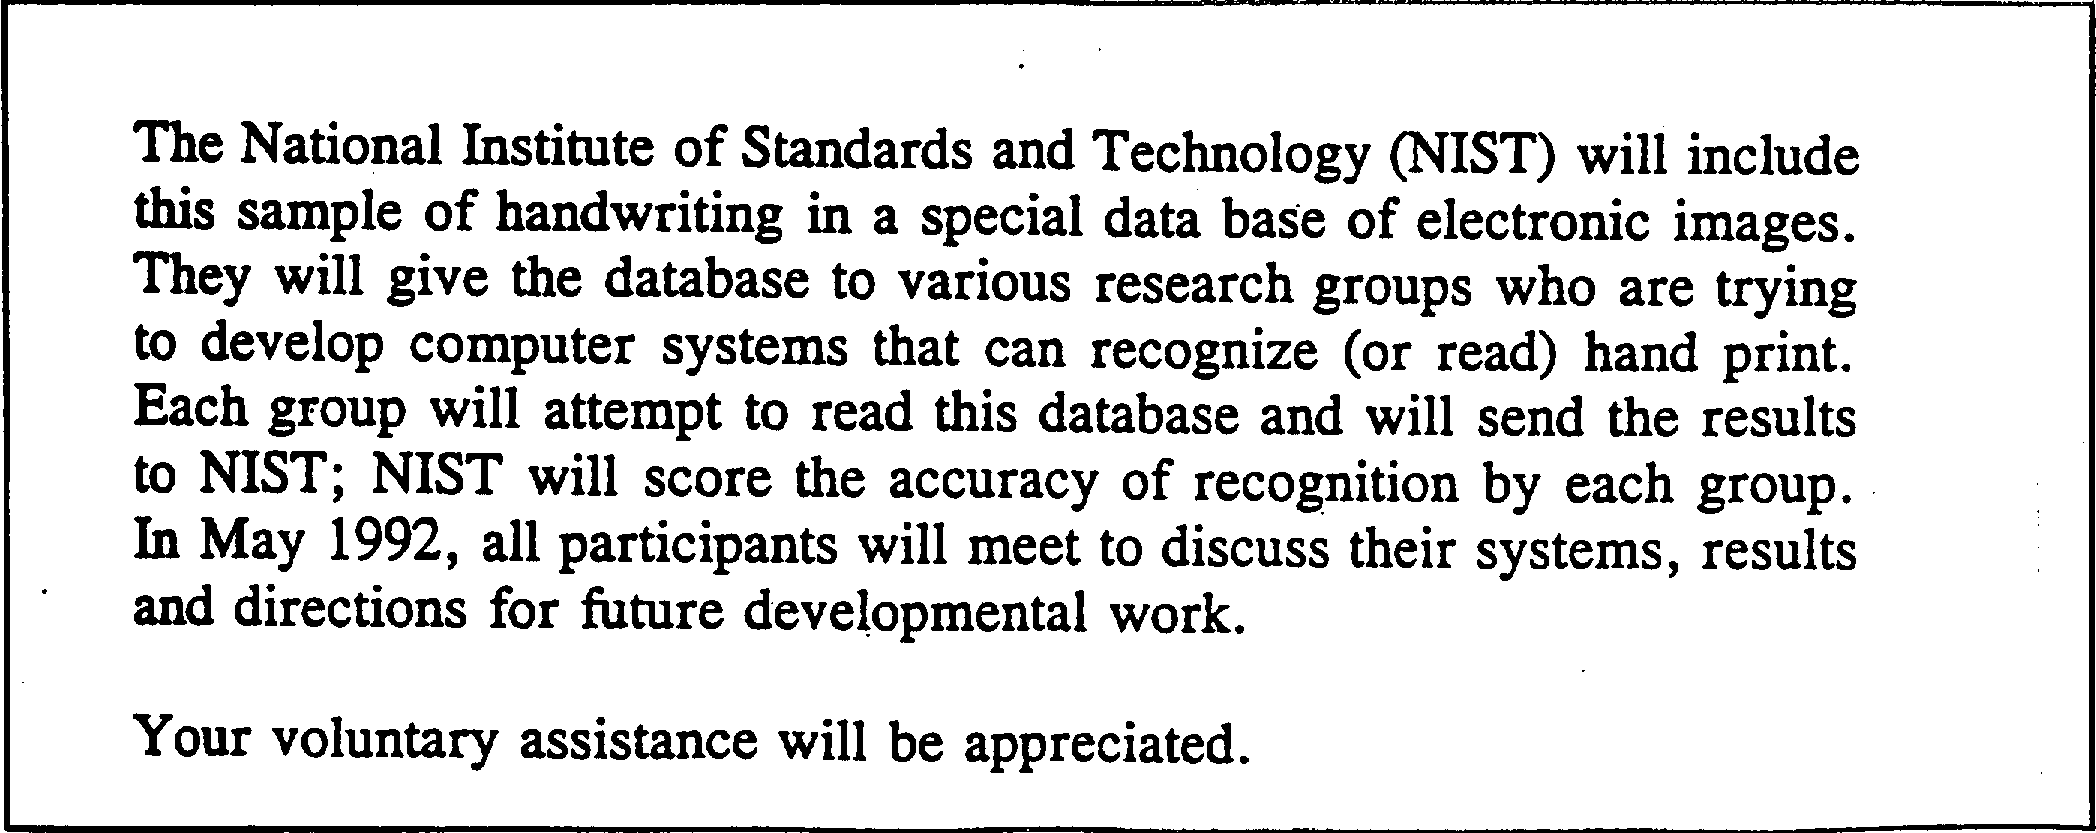 The National Institute of Standards and Technology (NIST) will include
this sample of handwriting in a special data base of electronic images.
They will give the database to various research groups who are trying
to develop computer systems that can recognize (or read) hand print.
Each group will attempt to read this database and will send the results
to NIST; NIST will score the accuracy of recognition by each group.
In May 1992, all participants will meet to discuss their systems, results
and directions for future developmental work.
Your voluntary assistance will be appreciated.